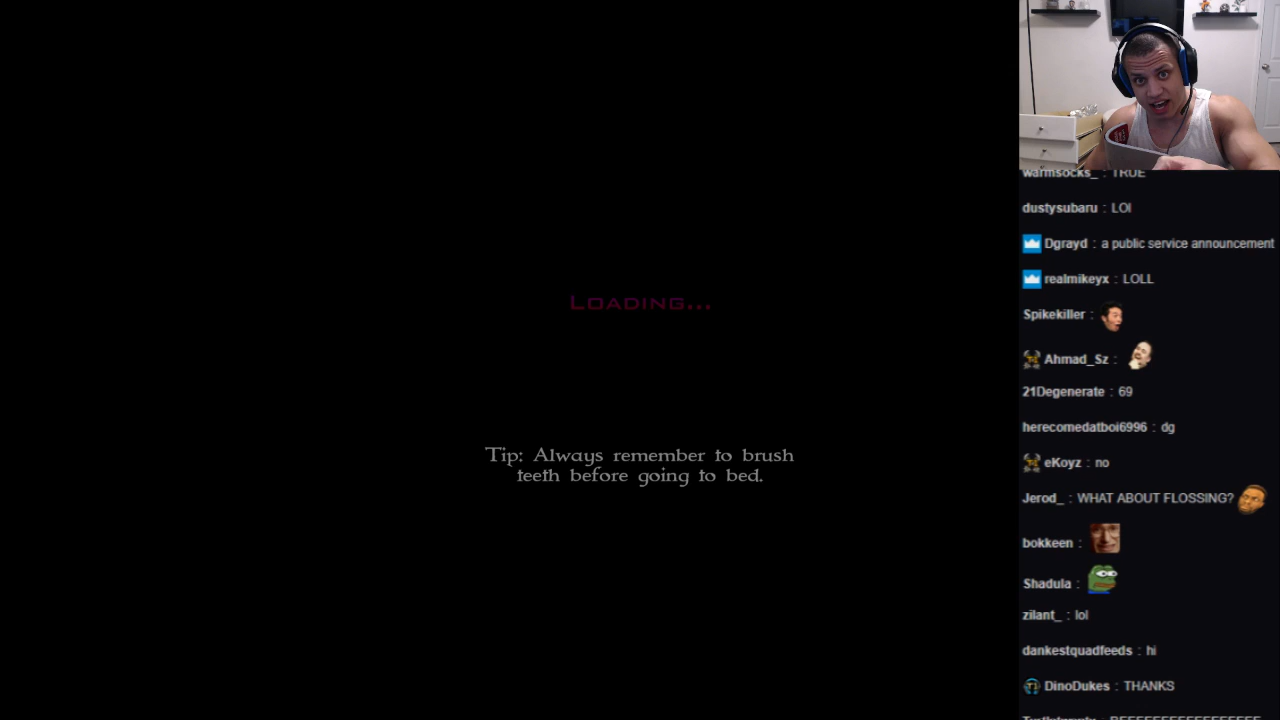 Loading...
Tip: Always remember to brush
teeth before going to bed.
warmsocks_ : TRUE
dustysubaru : LOl
Dgrayd : a public service announcement
realmikeyx : LOLL
Spikekiller :
Ahmad_Sz :
21Degenerate : 69
herecomedatboi6996 : dg
eKoyz : no
Jerod_ : WHAT ABOUT FLOSSING?
bokkeen :
Shadula :
zilant_ : lol
dankestquadfeeds : hi
DinoDukes : THANKS